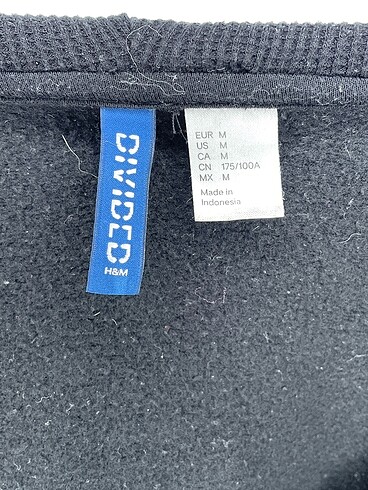 DIVIDED
H&M
EUR M
US M
CA M
CN 175/100A
MX M
Made in
Indonesia